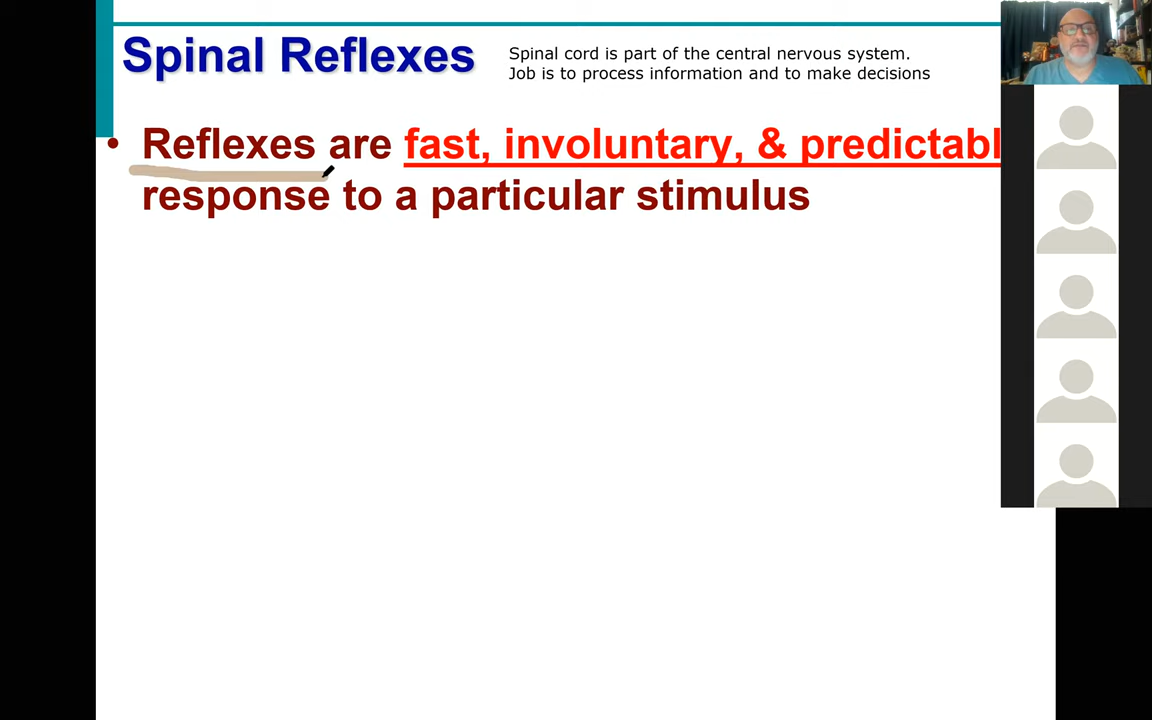 Spinal Reflexes
Spinal cord is part of the central nervous system.
Job is to process information and to make decisions
• Reflexes are fast, involuntary, & predictabl
response to a particular stimulus